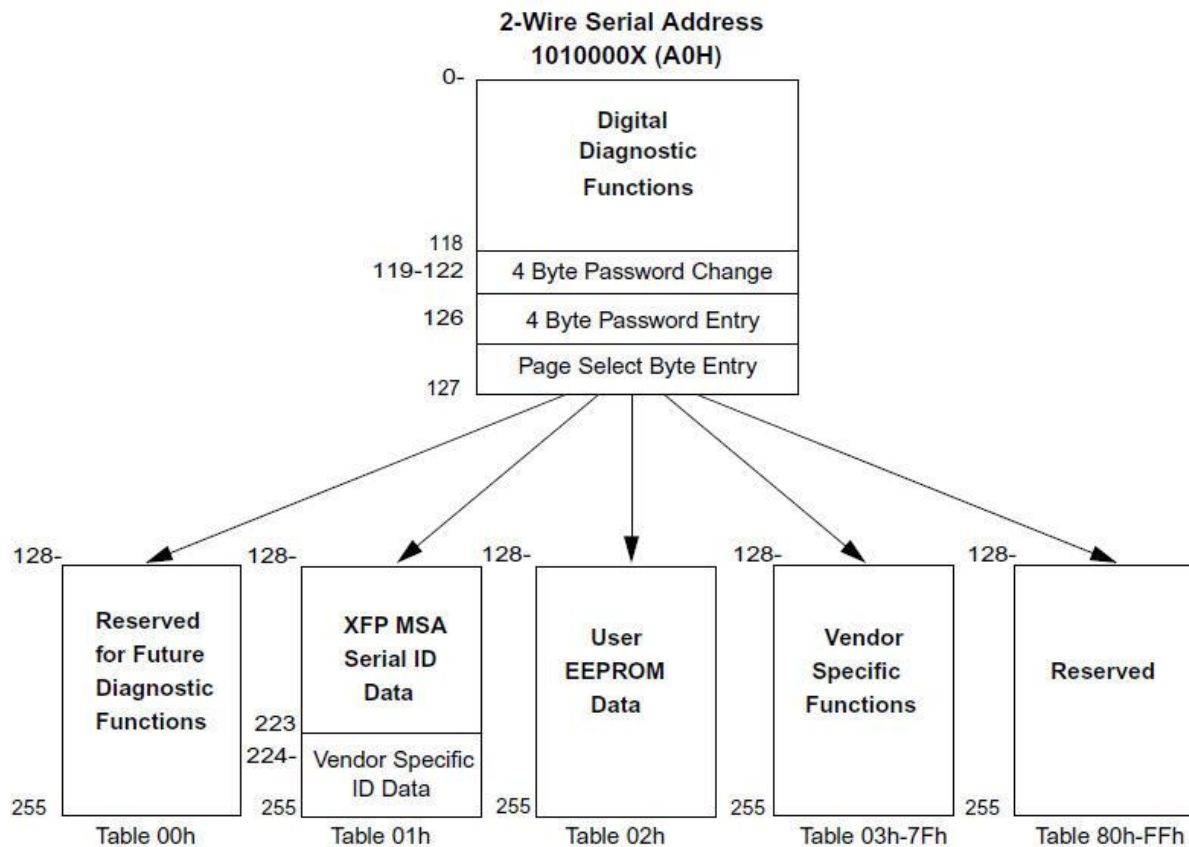 2-Wire Serial Address
1010000X (A0H)
0-
Digital
Diagnostic
Functions
118
119-122
4 Byte Password Change
126
4 Byte Password Entry
Page Select Byte Entry
127
128-
Reserved
for Future
Diagnostic
Functions
255
Table 00h
128-
XFP MSA
Serial ID
Data
223
224-
Vendor Specific
ID Data
255
Table 01h
128-
User
EEPROM
Data
255
Table 02h
128-
Vendor
Specific
Functions
255
Table 03h-7Fh
128-
Reserved
255
Table 80h-FFh